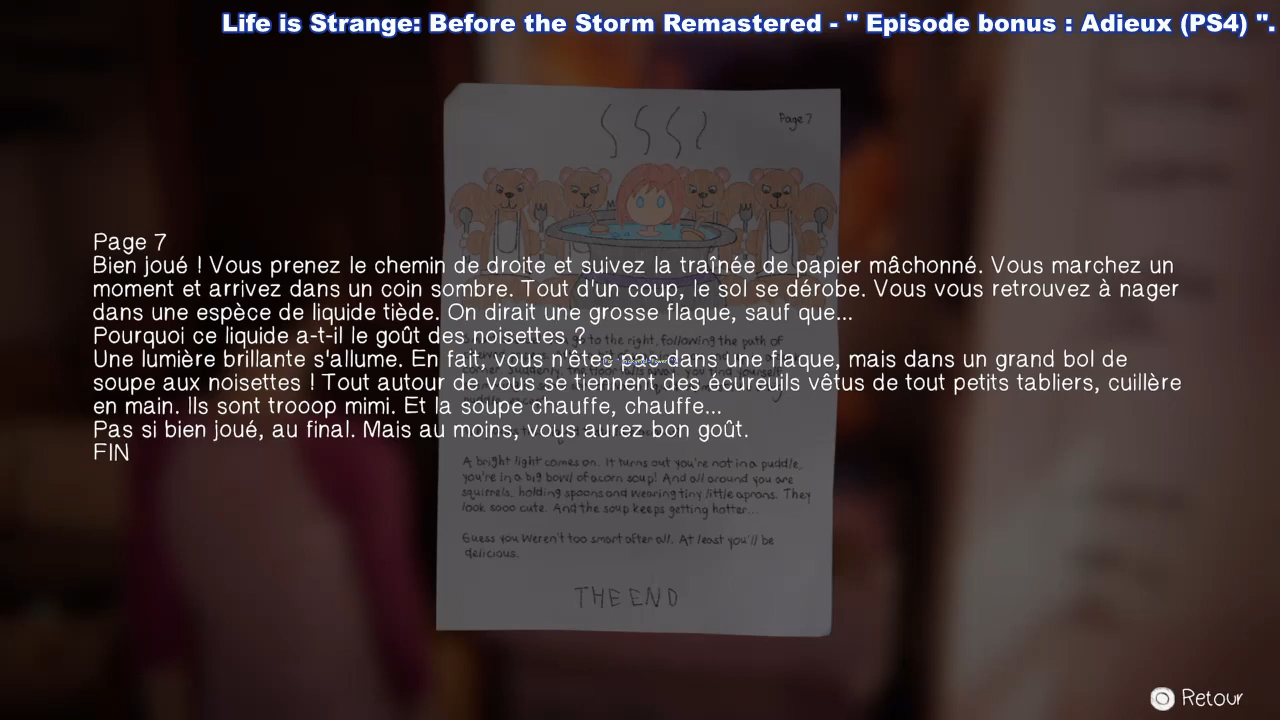 Life is Strange: Before the Storm Remastered - " Episode bonus : Adieux (PS4) ".
Page 7
Page 7
Bien joué ! Vous prenez le chemin de droite et suivez la traînée de papier mâchonné. Vous marchez un
moment et arrivez dans un coin sombre. Tout d'un coup, le sol se dérobe. Vous vous retrouvez à nager
dans une espèce de liquide tiède. On dirait une grosse flaque, sauf que...
Pourquoi ce liquide a-t-il le goût des noisettes ?
Une lumière brillante s'allume. En fait, vous n'êtes pas dans une flaque, mais dans un grand bol de
soupe aux noisettes ! Tout autour de vous se tiennent des écureuils vêtus de tout petits tabliers, cuillère
en main. Ils sont trooop mimi. Et la soupe chauffe, chauffe...
Pas si bien joué, au final. Mais au moins, vous aurez bon goût.
FIN
go to the right, following the path of
A bright light comes on. It turns out you're not in a puddle,
you're in a big bowl of acorn soup! And all around you are
squirrels, holding spoons and wearing tiny little aprons. They
look sooo cute. And the soup keeps getting hotter...
Guess you weren't too smart after all. At least you'll be
delicious.
THE END
Retour